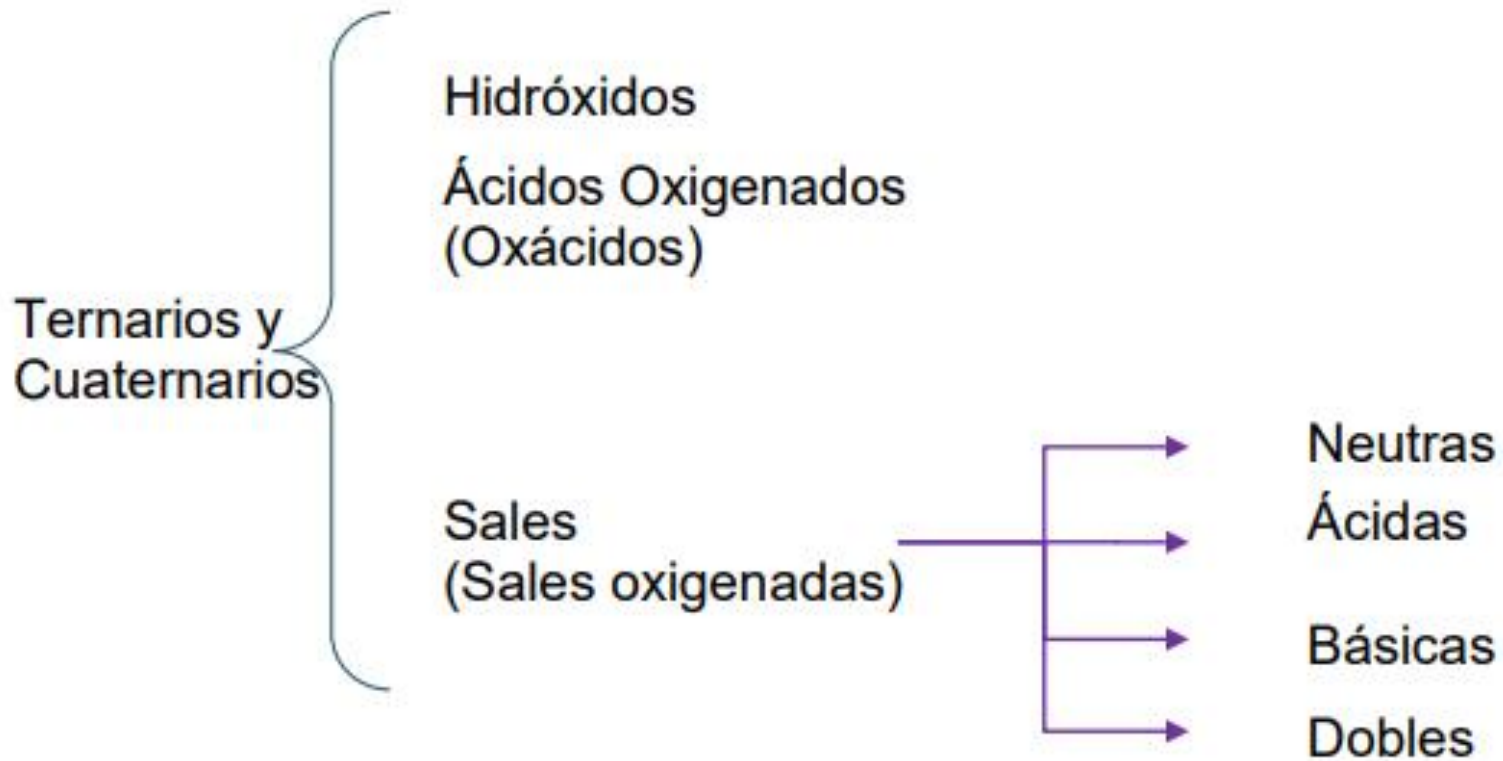 Hidróxidos
Ácidos Oxigenados
(Oxácidos)
Ternarios y
Cuaternarios
Sales
(Sales oxigenadas)
Neutras
Ácidas
Básicas
Dobles